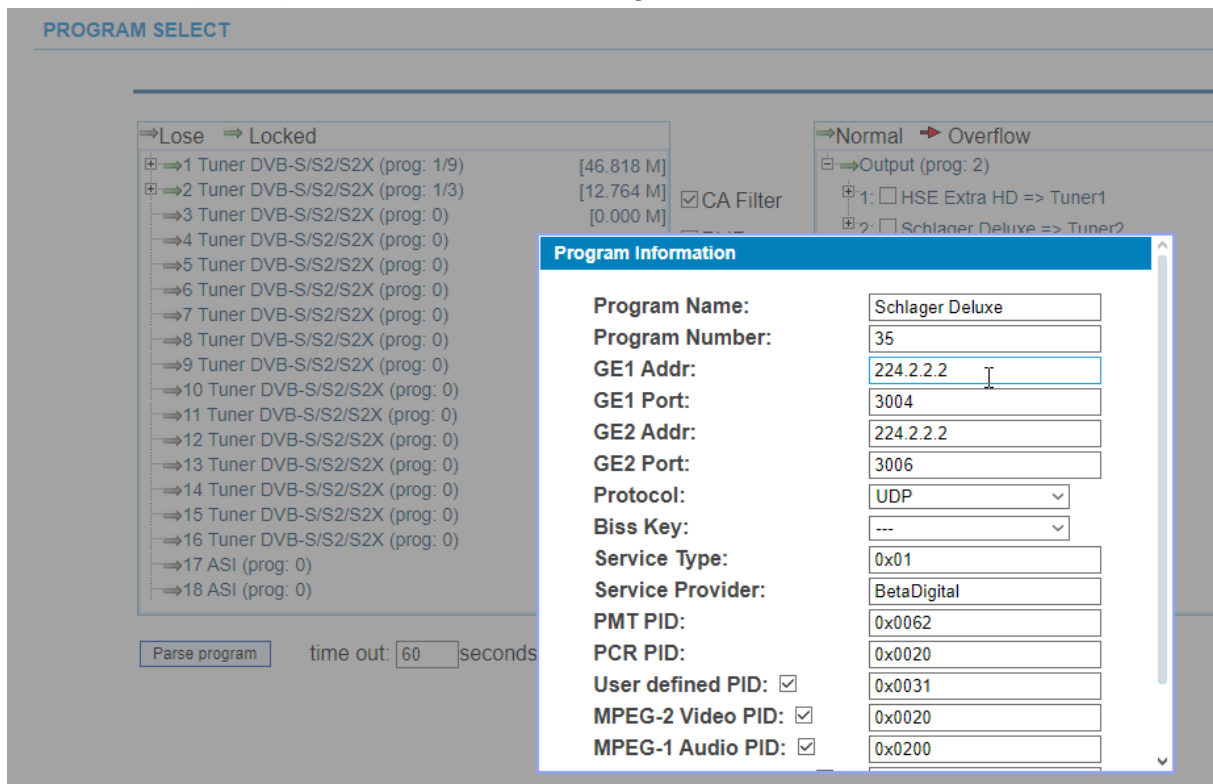 PROGRAM SELECT
Lose Locked
1 Tuner DVB-S/S2/S2X (prog: 1/9) [46.818 M]
2 Tuner DVB-S/S2/S2X (prog: 1/3) [12.764 M]
3 Tuner DVB-S/S2/S2X (prog: 0) [0.000 M]
4 Tuner DVB-S/S2/S2X (prog: 0)
5 Tuner DVB-S/S2/S2X (prog: 0)
6 Tuner DVB-S/S2/S2X (prog: 0)
7 Tuner DVB-S/S2/S2X (prog: 0)
8 Tuner DVB-S/S2/S2X (prog: 0)
9 Tuner DVB-S/S2/S2X (prog: 0)
10 Tuner DVB-S/S2/S2X (prog: 0)
11 Tuner DVB-S/S2/S2X (prog: 0)
12 Tuner DVB-S/S2/S2X (prog: 0)
13 Tuner DVB-S/S2/S2X (prog: 0)
14 Tuner DVB-S/S2/S2X (prog: 0)
15 Tuner DVB-S/S2/S2X (prog: 0)
16 Tuner DVB-S/S2/S2X (prog: 0)
17 ASI (prog: 0)
18 ASI (prog: 0)
CA Filter
Normal Overflow
Output (prog: 2)
1: HSE Extra HD => Tuner1
2: Schlager Deluxe => Tuner2
Parse program time out: 60 seconds
Program Information
Program Name: Schlager Deluxe
Program Number: 35
GE1 Addr: 224.2.2.2
GE1 Port: 3004
GE2 Addr: 224.2.2.2
GE2 Port: 3006
Protocol: UDP
Biss Key: ---
Service Type: 0x01
Service Provider: BetaDigital
PMT PID: 0x0062
PCR PID: 0x0020
User defined PID: 0x0031
MPEG-2 Video PID: 0x0020
MPEG-1 Audio PID: 0x0200